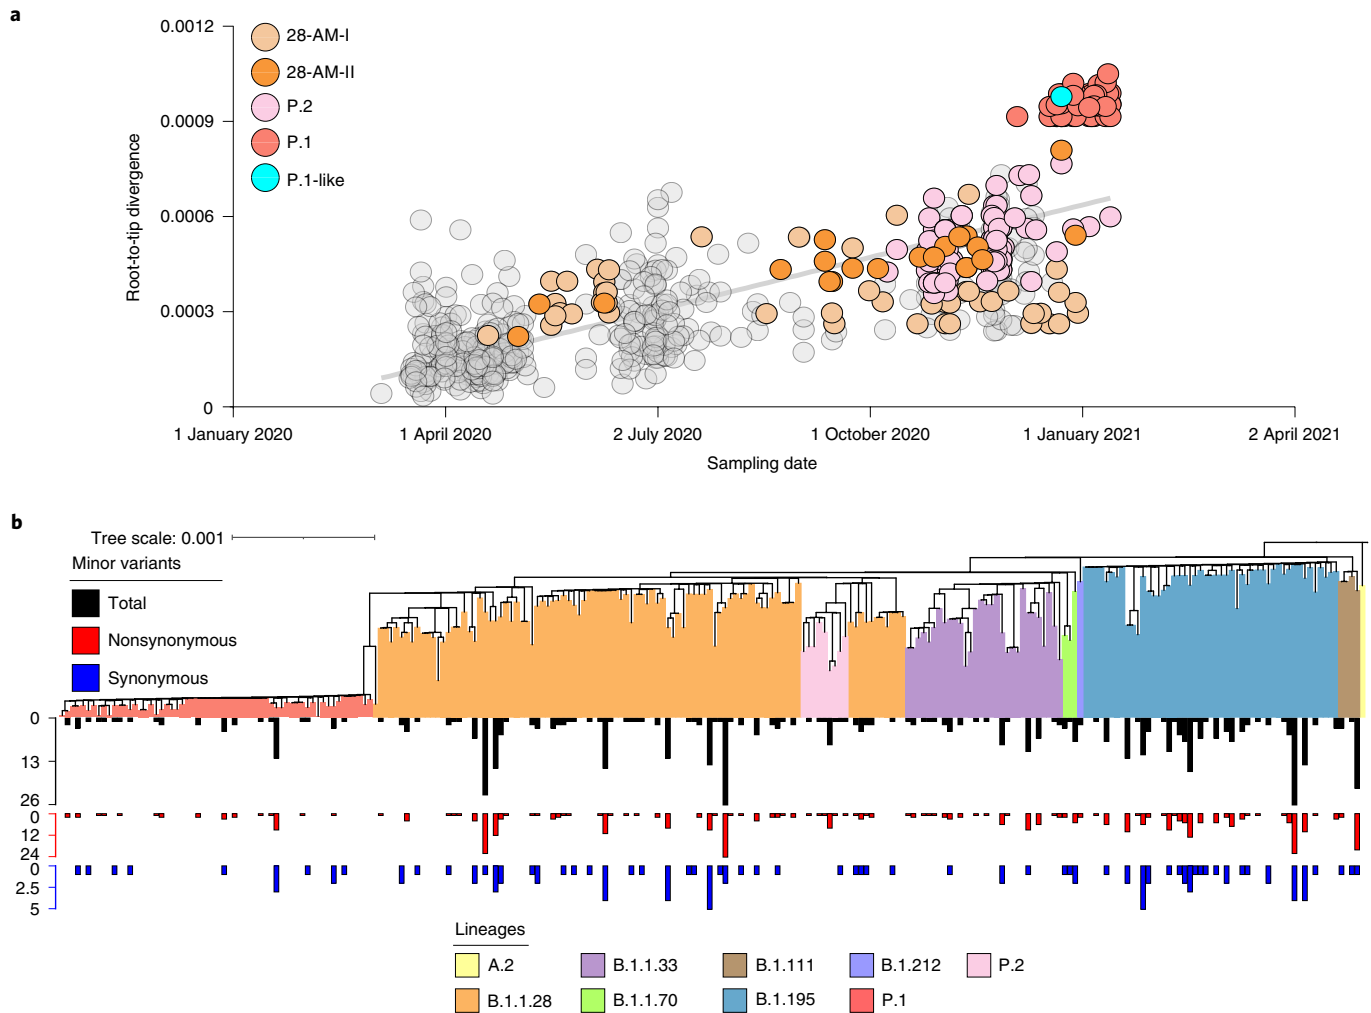 a
0.0012
0.0009
0.0006
0.0003
0
Root-to-tip divergence
28-AM-I
28-AM-II
P.2
P.1
P.1-like
1 January 2020
1 April 2020
2 July 2020
1 October 2020
1 January 2021
2 April 2021
Sampling date
b
Tree scale: 0.001
Minor variants
Total
Nonsynonymous
Synonymous
0
13
26
0
12
24
0
2.5
5
Lineages
A.2
B.1.1.33
B.1.111
B.1.212
P.2
B.1.1.28
B.1.1.70
B.1.195
P.1